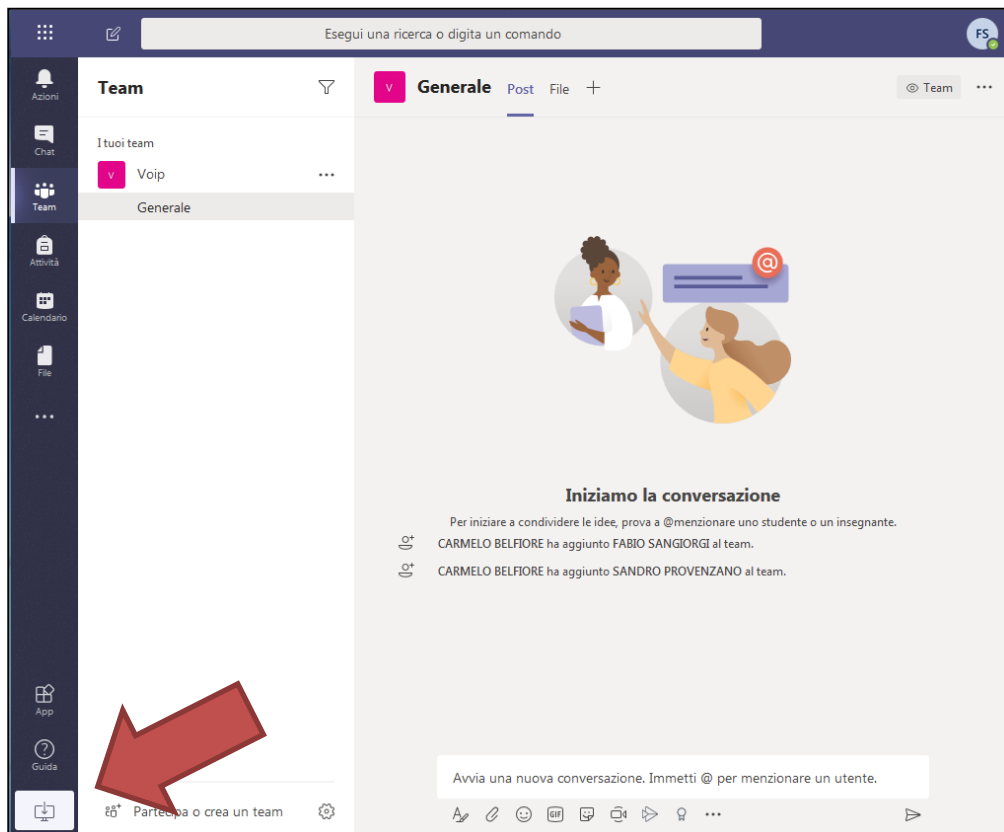 Esegui una ricerca o digita un comando
FS
Azioni
Chat
Team
Attività
Calendario
File
App
Guida
Team
I tuoi team
V Voip
Generale
Partecipa o crea un team
V Generale Post File
Team
@
Iniziamo la conversazione
Per iniziare a condividere le idee, prova a @menzionare uno studente o un insegnante.
CARMELO BELFIORE ha aggiunto FABIO SANGIORGI al team.
CARMELO BELFIORE ha aggiunto SANDRO PROVENZANO al team.
Avvia una nuova conversazione. Immetti @ per menzionare un utente.
GIF